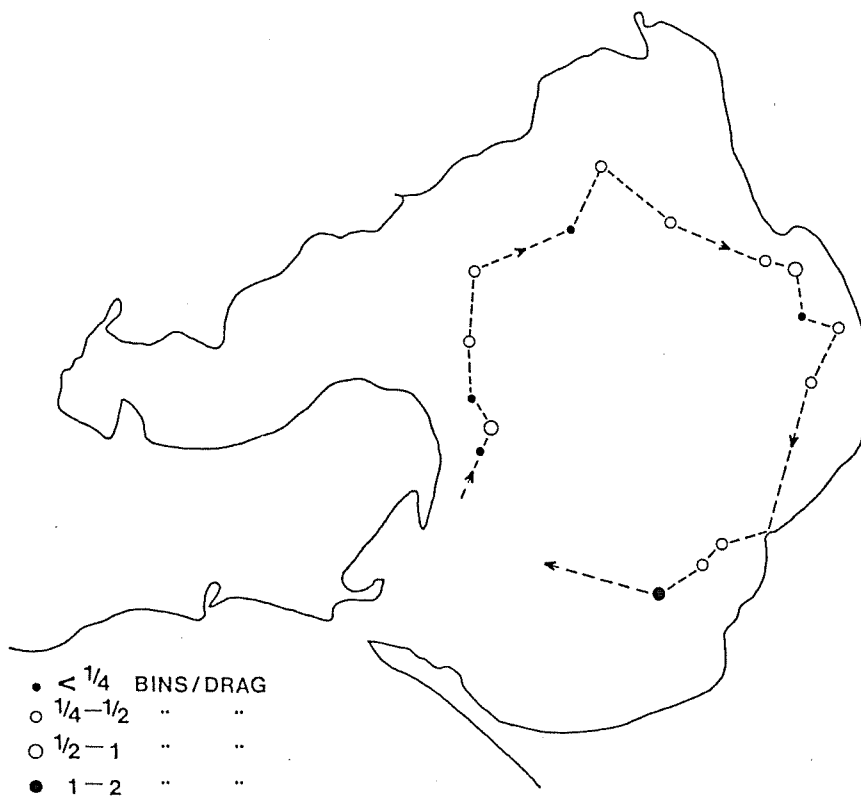 < 1/4 BINS/DRAG
1/4–1/2 " "
1/2–1 " "
1–2 " "